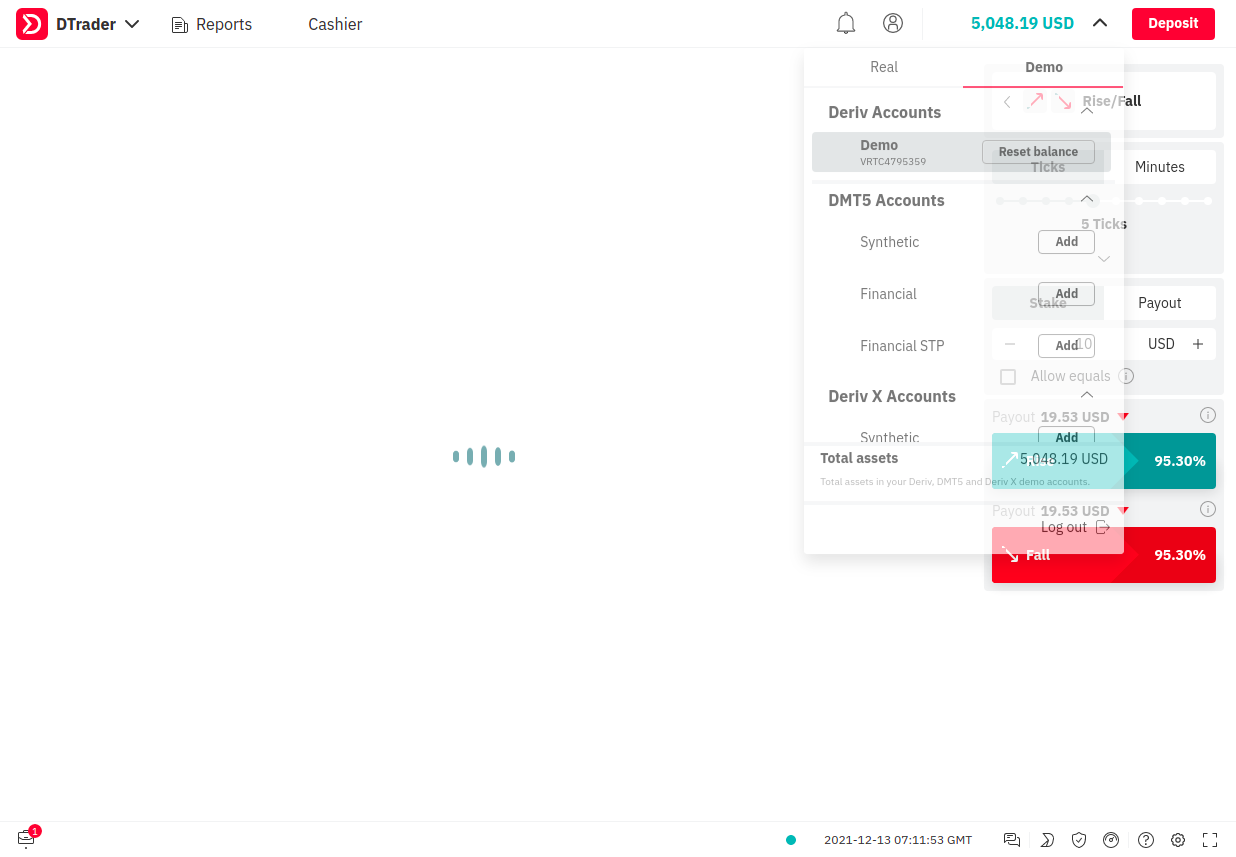 DTrader
Reports
Cashier
5,048.19 USD
Deposit
Real
Demo
Rise/Fall
Deriv Accounts
Demo
VRTC4795359
Reset balance
Ticks
Minutes
DMT5 Accounts
5 Ticks
Synthetic
Add
Financial
Add
Stake
Payout
Financial STP
Add
10
USD
Allow equals
Deriv X Accounts
Payout 19.53 USD
Synthetic
Add
Total assets
5,048.19 USD
Rise
95.30%
Total assets in your Deriv, DMT5 and Deriv X demo accounts.
Payout 19.53 USD
Log out
Fall
95.30%
1
2021-12-13 07:11:53 GMT